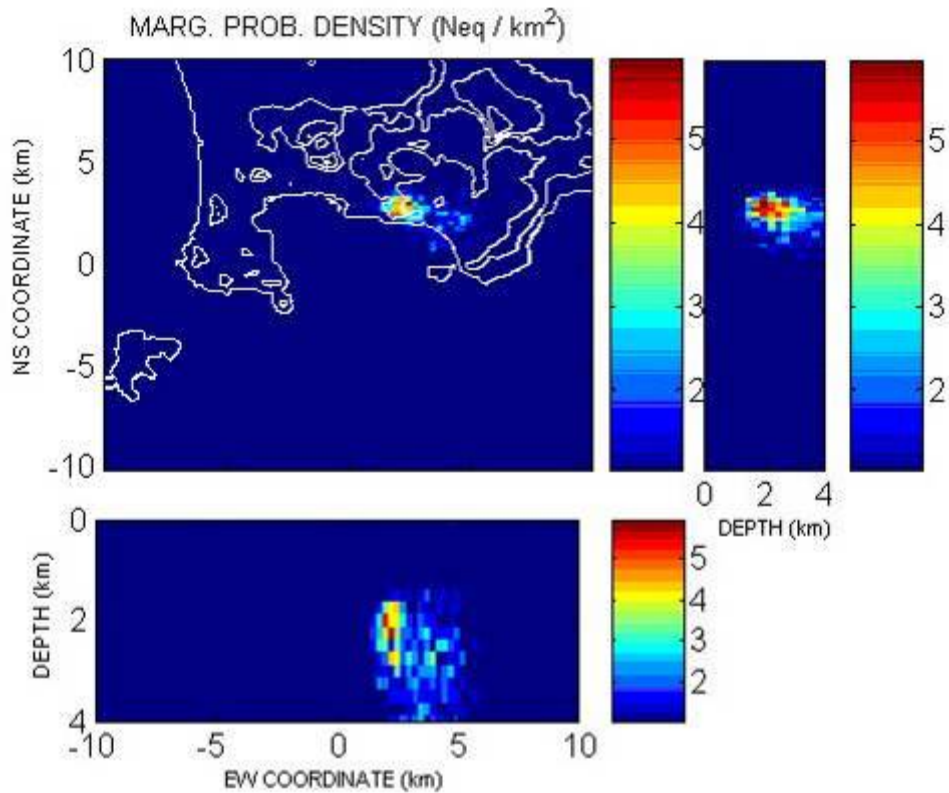 MARG. PROB. DENSITY (Neq / km²)
10
5
0
-5
-10
NS COORDINATE (km)
5
4
3
2
0 2 4
DEPTH (km)
5
4
3
2
0
2
4
DEPTH (km)
-10 -5 0 5 10
EW COORDINATE (km)
5
4
3
2